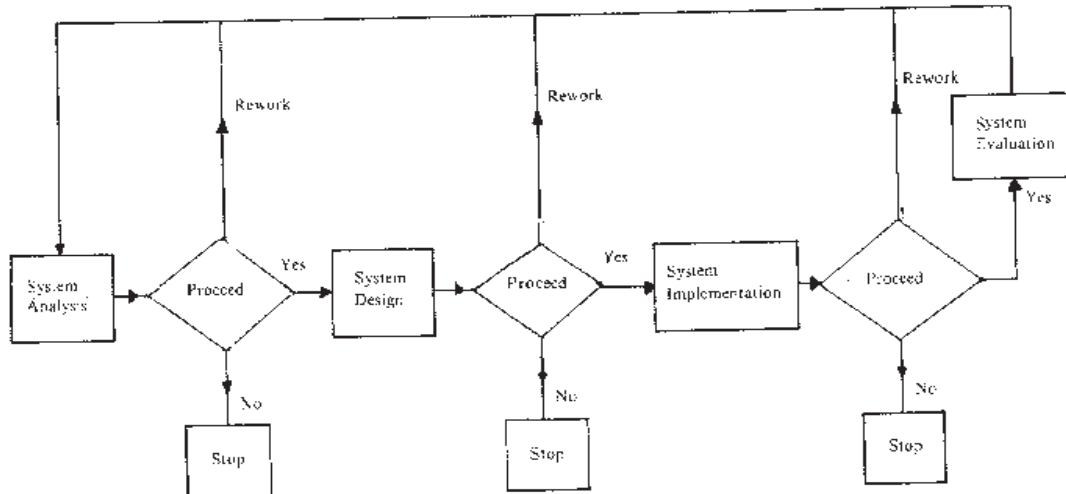 Rework
Rework
Rework
System
Evaluation
Yes
System
Analysis
Proceed
Yes
System
Design
Proceed
Yes
System
Implementation
Proceed
No
No
No
Stop
Stop
Stop